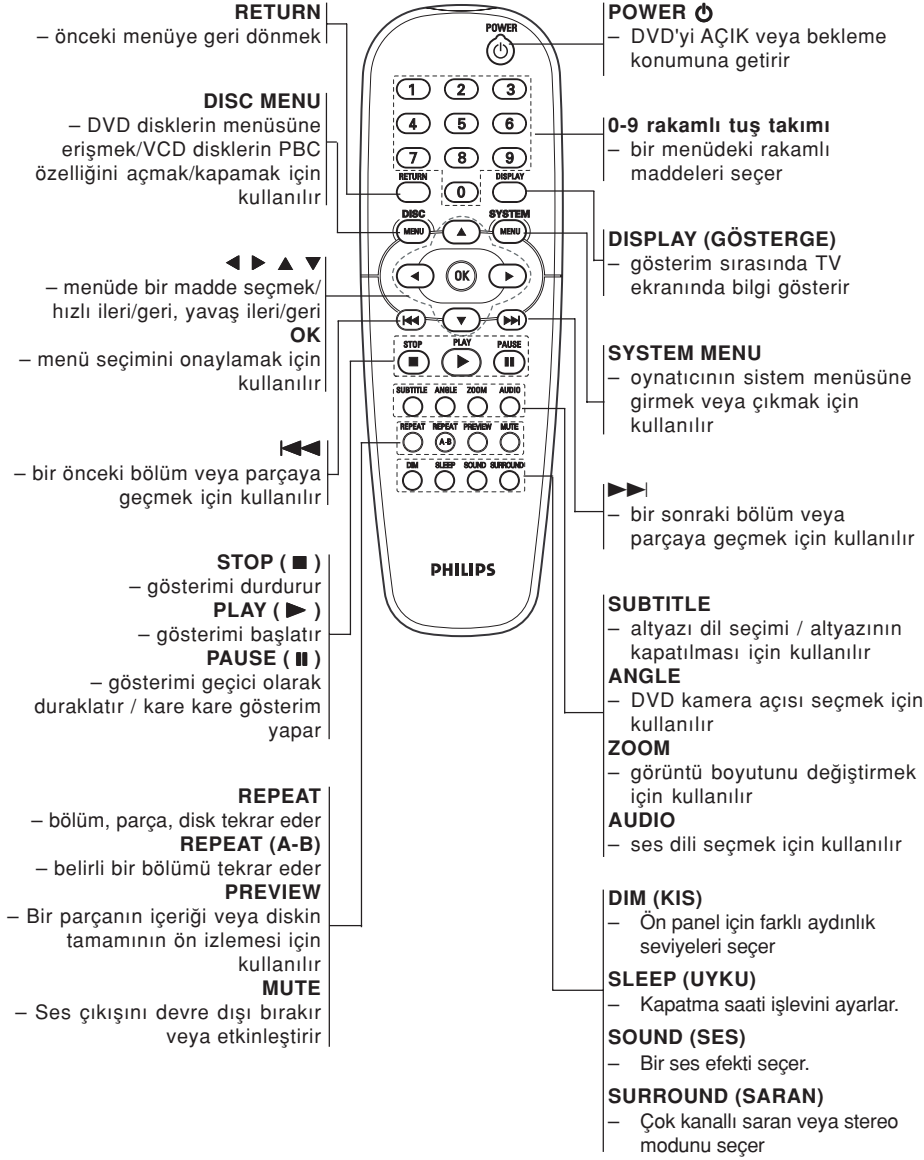 RETURN
– önceki menüye geri dönmek
DISC MENU
– DVD disklerin menüsüne
erişmek/VCD disklerin PBC
özelliğini açmak/kapamak için
kullanılır
◀ ▶ ▲ ▼
– menüde bir madde seçmek/
hızlı ileri/geri, yavaş ileri/geri
OK
– menü seçimini onaylamak için
kullanılır
– bir önceki bölüm veya parçaya
geçmek için kullanılır
STOP ( ■ )
– gösterimi durdurur
PLAY ( ▶ )
– gösterimi başlatır
PAUSE ( ⏸ )
– gösterimi geçici olarak
duraklatır / kare kare gösterim
yapar
REPEAT
– bölüm, parça, disk tekrar eder
REPEAT (A-B)
– belirli bir bölümü tekrar eder
PREVIEW
– Bir parçanın içeriği veya diskin
tamamının ön izlemesi için
kullanılır
MUTE
– Ses çıkışını devre dışı bırakır
veya etkinleştirir
POWER
1 2 3
4 5 6
7 8 9
RETURN 0 DISPLAY
DISC SYSTEM
MENU MENU
OK
STOP PLAY PAUSE
SUBTITLE ANGLE ZOOM AUDIO
REPEAT REPEAT PREVIEW MUTE
A-B
DIM SLEEP SOUND SURROUND
PHILIPS
POWER ⏻
– DVD'yi AÇIK veya bekleme
konumuna getirir
0-9 rakamlı tuş takımı
– bir menüdeki rakamlı
maddeleri seçer
DISPLAY (GÖSTERGE)
– gösterim sırasında TV
ekranında bilgi gösterir
SYSTEM MENU
– oynatıcının sistem menüsüne
girmek veya çıkmak için
kullanılır
– bir sonraki bölüm veya
parçaya geçmek için kullanılır
SUBTITLE
– altyazı dil seçimi / altyazının
kapatılması için kullanılır
ANGLE
– DVD kamera açısı seçmek için
kullanılır
ZOOM
– görüntü boyutunu değiştirmek
için kullanılır
AUDIO
– ses dili seçmek için kullanılır
DIM (KIS)
– Ön panel için farklı aydınlık
seviyeleri seçer
SLEEP (UYKU)
– Kapatma saati işlevini ayarlar.
SOUND (SES)
– Bir ses efekti seçer.
SURROUND (SARAN)
– Çok kanallı saran veya stereo
modunu seçer